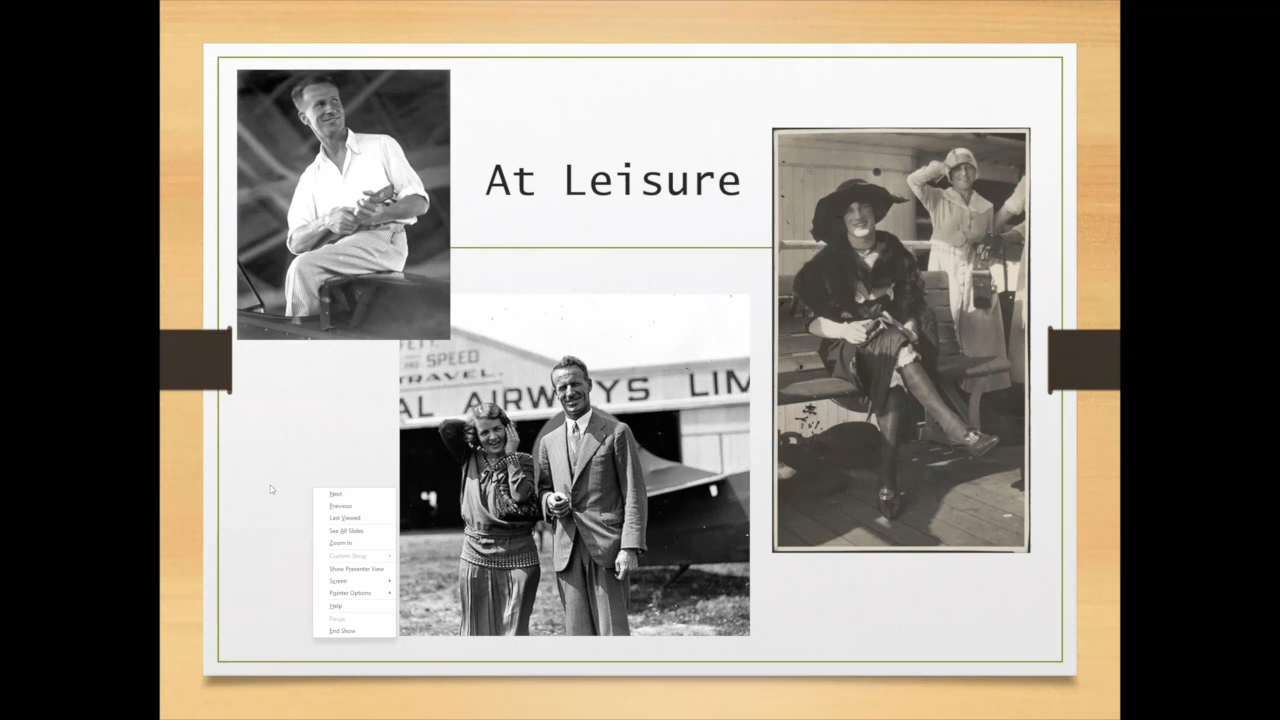 At Leisure
SPEED
TRAVEL.
AL AIRWAYS LIM
Next
Previous
Last Viewed
See All Slides
Zoom In
Custom Show
Show Presenter View
Screen
Pointer Options
Help
Pause
End Show